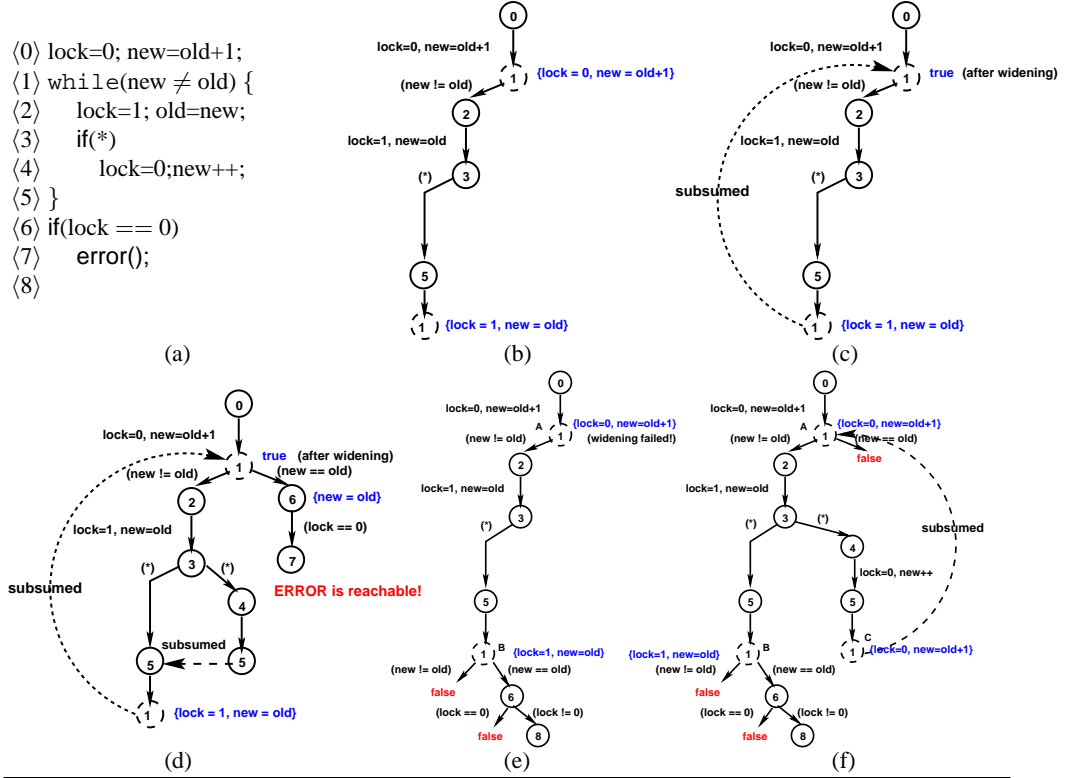 ⟨0⟩ lock=0; new=old+1;
⟨1⟩ while(new ≠ old) {
⟨2⟩ lock=1; old=new;
⟨3⟩ if(*)
⟨4⟩ lock=0;new++;
⟨5⟩ }
⟨6⟩ if(lock == 0)
⟨7⟩ error();
⟨8⟩
(a)
0
lock=0, new=old+1
1 {lock = 0, new = old+1}
(new != old)
2
lock=1, new=old
(*)
3
5
1 {lock = 1, new = old}
(b)
0
lock=0, new=old+1
1 true (after widening)
(new != old)
2
lock=1, new=old
(*)
3
subsumed
5
1 {lock = 1, new = old}
(c)
0
lock=0, new=old+1
1 true (after widening)
(new != old) (new == old)
2
6 {new = old}
lock=1, new=old
(lock == 0)
3
7
(*) (*)
subsumed
ERROR is reachable!
4
subsumed
5 5
1 {lock = 1, new = old}
(d)
0
lock=0, new=old+1
A 1 {lock=0, new=old+1}
(new != old) (widening failed!)
2
lock=1, new=old
3
(*)
5
B
1 {lock=1, new=old}
(new != old) (new == old)
false
6
(lock == 0) (lock != 0)
false 8
(e)
0
lock=0, new=old+1
A 1 {lock=0, new=old+1}
(new != old) (new == old)
false
2
lock=1, new=old
3
(*) (*)
subsumed
4
lock=0, new++
5 5
C
{lock=1, new=old} 1 B
1 {lock=0, new=old+1}
(new != old) (new == old)
false
6
(lock == 0) (lock != 0)
false 8
(f)